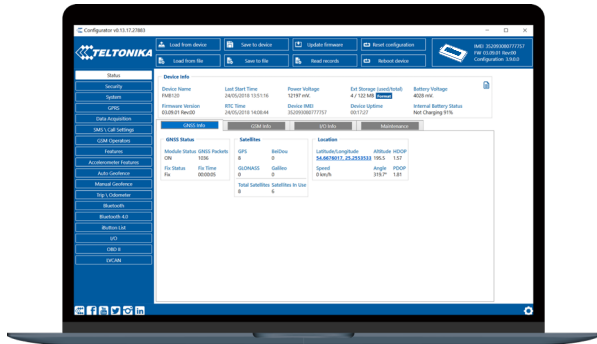 Configurator v0.13.17.27883
TELTONIKA
Load from device
Save to device
Update firmware
Reset configuration
Load from file
Save to file
Read records
Reboot device
IMEI 352093080777757
FW 03.09.01 Rev:00
Configuration 1.9.0.0
Status
Security
System
GPRS
Data Acquisition
SMS \ Call Settings
GSM Operators
Features
Accelerometer Features
Auto Geofence
Manual Geofence
Trip \ Odometer
Bluetooth
Bluetooth 4.0
iButton List
I/O
OBD II
LVCAN
Device Info
Device Name
FMB120
Last Start Time
24/05/2018 13:51:16
Power Voltage
12197 mV.
Ext Storage (used/total)
4 / 122 MB Format
Battery Voltage
4028 mV.
Firmware Version
03.09.01 Rev:00
RTC Time
24/05/2018 14:08:44
Device IMEI
352093080777757
Device Uptime
00:17:27
Internal Battery Status
Not Charging 91%
GNSS Info
GSM Info
I/O Info
Maintenance
GNSS Status
Module Status GNSS Packets
ON 1036
Fix Status Fix Time
Fix 00:00:05
Satellites
GPS BeiDou
8 0
GLONASS Galileo
0 0
Total Satellites Satellites In Use
8 6
Location
Latitude/Longitude Altitude HDOP
54.6678017, 25.2553533 195.5 1.57
Speed Angle PDOP
0 km/h 319.7° 1.81